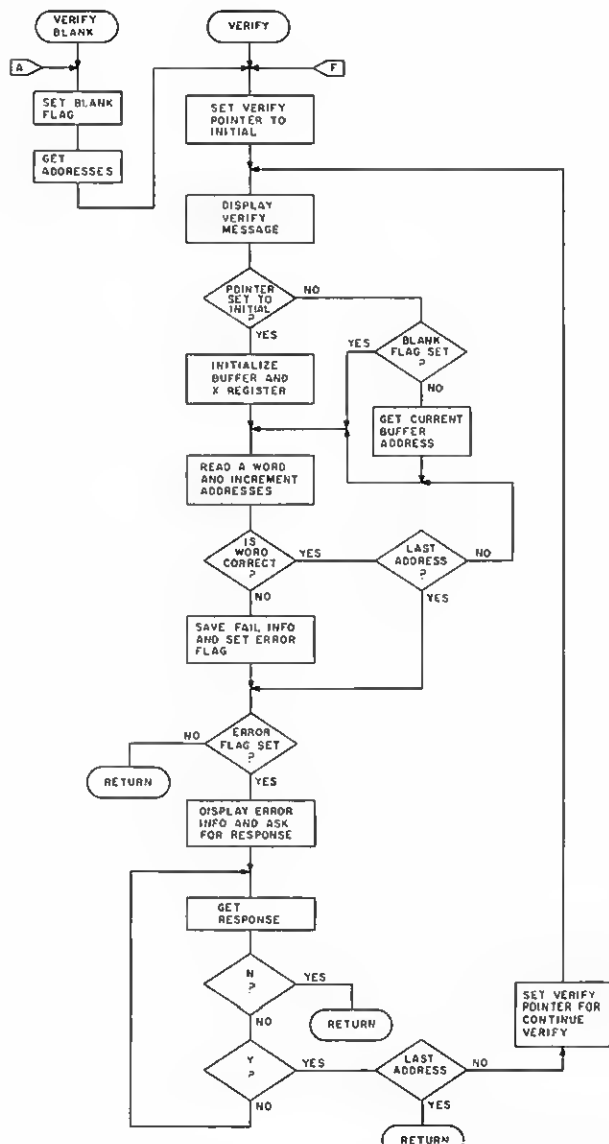 VERIFY
BLANK
VERIFY
A
F
SET BLANK
FLAG
SET VERIFY
POINTER TO
INITIAL
GET
ADDRESSES
DISPLAY
VERIFY
MESSAGE
POINTER
SET TO
INITIAL
?
NO
YES
YES
BLANK
FLAG SET
?
NO
INITIALIZE
BUFFER AND
X REGISTER
GET CURRENT
BUFFER
ADDRESS
READ A WORD
AND INCREMENT
ADDRESSES
IS
WORD
CORRECT
?
YES
NO
LAST
ADDRESS
?
NO
YES
SAVE FAIL INFO
AND SET ERROR
FLAG
ERROR
FLAG SET
?
NO
YES
RETURN
DISPLAY ERROR
INFO AND ASK
FOR RESPONSE
GET
RESPONSE
N
?
YES
NO
RETURN
SET VERIFY
POINTER FOR
CONTINUE
VERIFY
Y
?
YES
NO
LAST
ADDRESS
?
NO
YES
RETURN